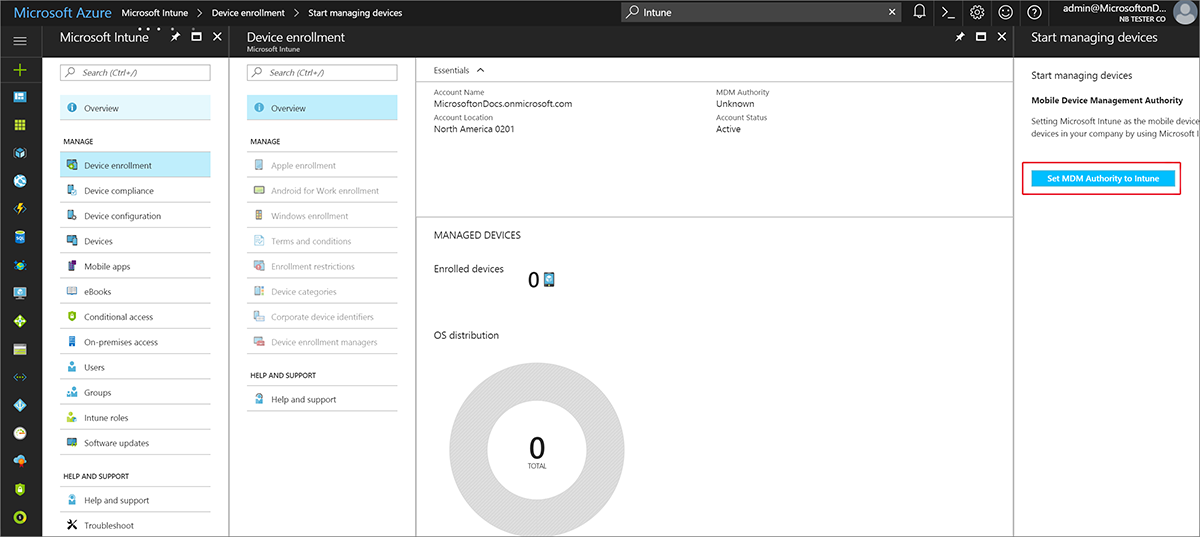 Microsoft Azure
Microsoft Intune
Device enrollment
Start managing devices
Intune
admin@MicrosoftonD...
NB TESTER CO
Microsoft Intune
Search (Ctrl+/)
Overview
MANAGE
Device enrollment
Device compliance
Device configuration
Devices
Mobile apps
eBooks
Conditional access
On-premises access
Users
Groups
Intune roles
Software updates
HELP AND SUPPORT
Help and support
Troubleshoot
Device enrollment
Microsoft Intune
Search (Ctrl+/)
Overview
MANAGE
Apple enrollment
Android for Work enrollment
Windows enrollment
Terms and conditions
Enrollment restrictions
Device categories
Corporate device identifiers
Device enrollment managers
HELP AND SUPPORT
Help and support
Essentials
Account Name
MicrosoftonDocs.onmicrosoft.com
Account Location
North America 0201
MDM Authority
Unknown
Account Status
Active
MANAGED DEVICES
Enrolled devices
0
OS distribution
0
TOTAL
Start managing devices
Start managing devices
Mobile Device Management Authority
Setting Microsoft Intune as the mobile device
devices in your company by using Microsoft I
Set MDM Authority to Intune